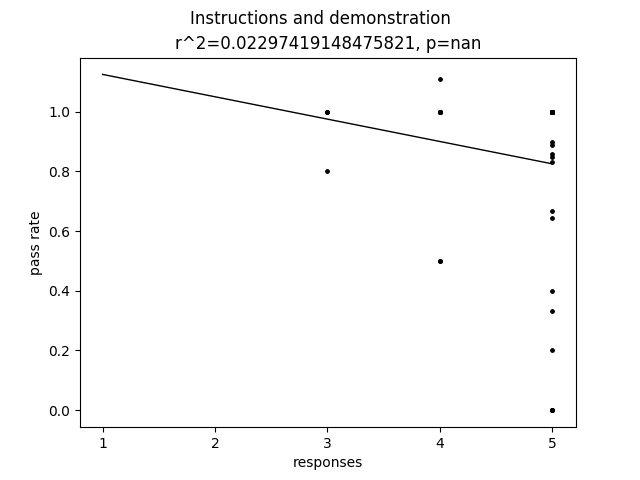 Instructions and demonstration
r^2=0.02297419148475821, p=nan
1.0
0.8
0.6
0.4
0.2
0.0
pass rate
1 2 3 4 5
responses